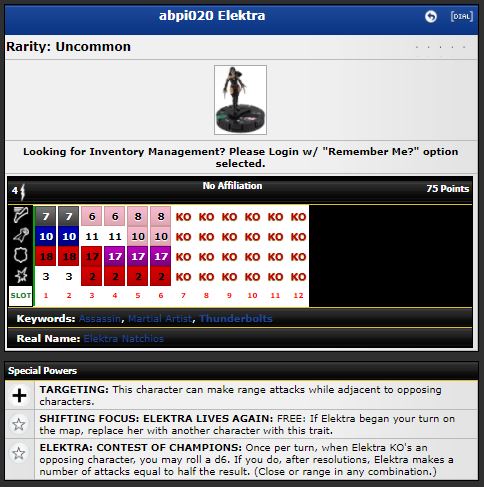 abpi020 Elektra
[DIAL]
Rarity: Uncommon
Looking for Inventory Management? Please Login w/ "Remember Me?" option
selected.
4 No Affiliation 75 Points
7 7 6 6 8 8 KO KO KO KO KO KO
10 10 11 11 10 10 KO KO KO KO KO KO
18 18 17 17 17 17 KO KO KO KO KO KO
3 3 2 2 2 2 KO KO KO KO KO KO
SLOT 1 2 3 4 5 6 7 8 9 10 11 12
Keywords: Assassin, Martial Artist, Thunderbolts
Real Name: Elektra Natchios
Special Powers
TARGETING: This character can make range attacks while adjacent to opposing
characters.
SHIFTING FOCUS: ELEKTRA LIVES AGAIN: FREE: If Elektra began your turn on
the map, replace her with another character with this trait.
ELEKTRA: CONTEST OF CHAMPIONS: Once per turn, when Elektra KO's an
opposing character, you may roll a d6. If you do, after resolutions, Elektra makes a
number of attacks equal to half the result. (Close or range in any combination.)